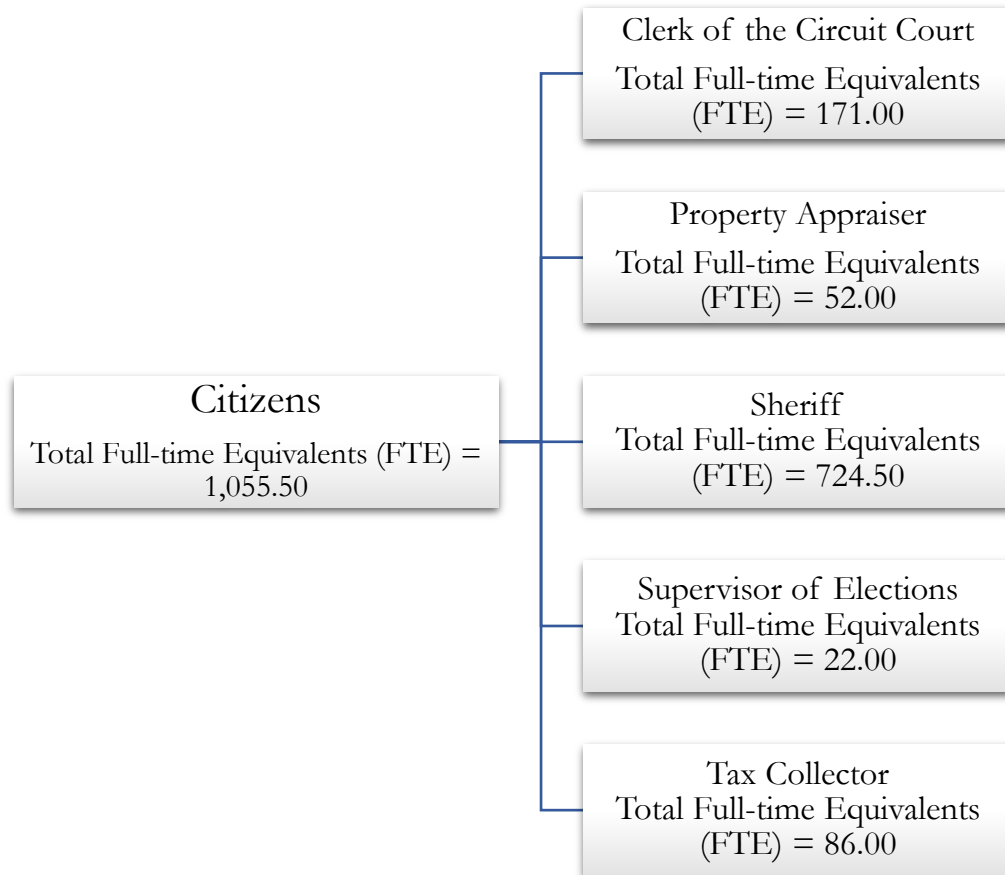 Clerk of the Circuit Court
Total Full-time Equivalents
(FTE) = 171.00
Property Appraiser
Total Full-time Equivalents
(FTE) = 52.00
Citizens
Total Full-time Equivalents (FTE) =
1,055.50
Sheriff
Total Full-time Equivalents
(FTE) = 724.50
Supervisor of Elections
Total Full-time Equivalents
(FTE) = 22.00
Tax Collector
Total Full-time Equivalents
(FTE) = 86.00